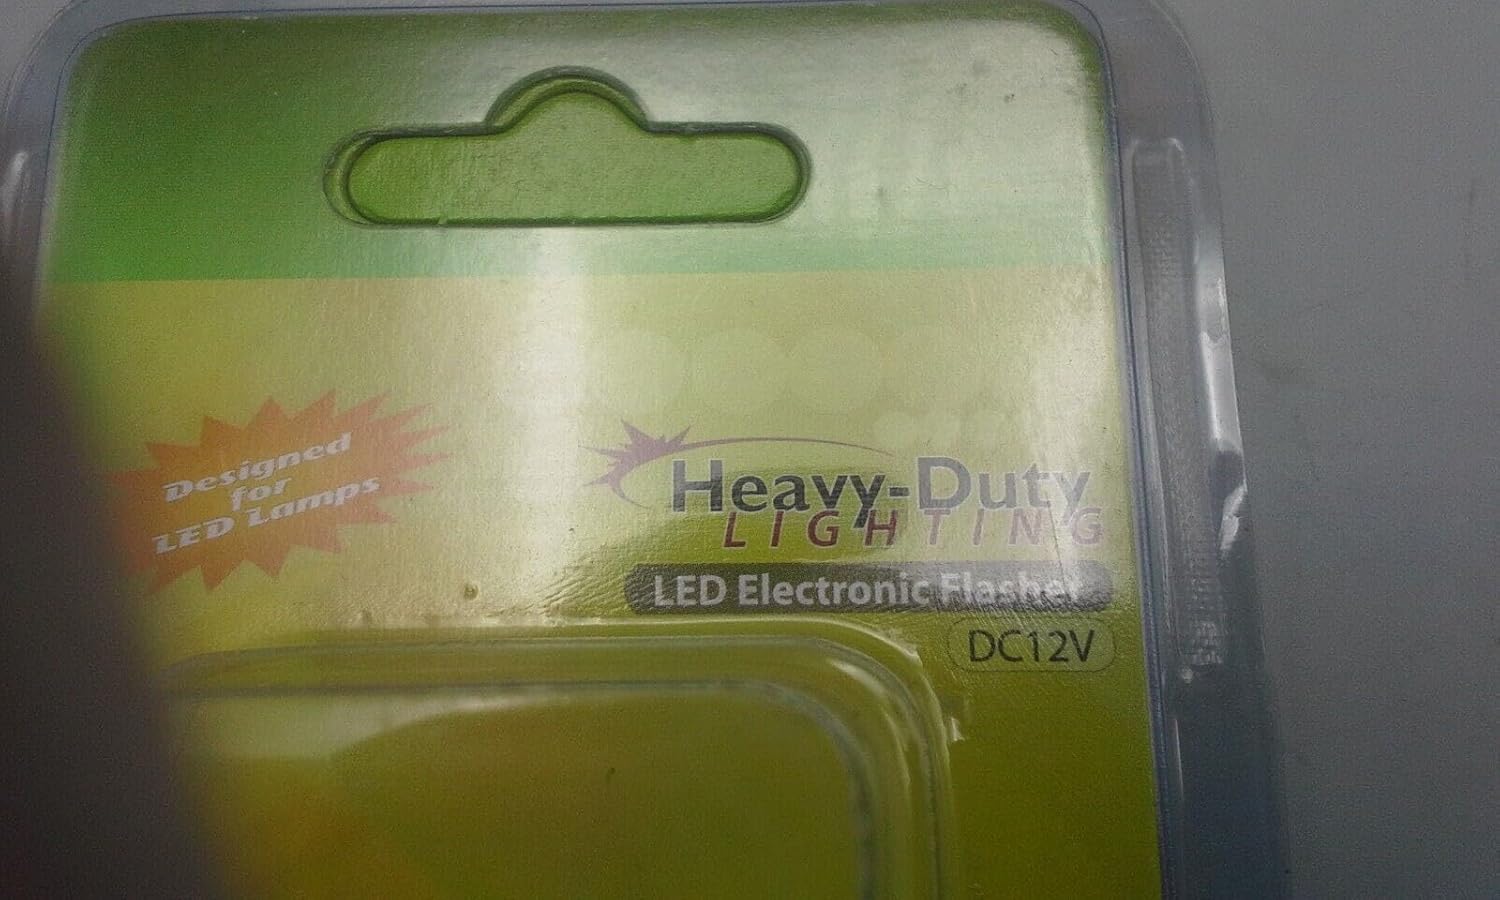 Designed
for
LED Lamps
Heavy-Duty
LIGHTING
LED Electronic Flasher
DC12V